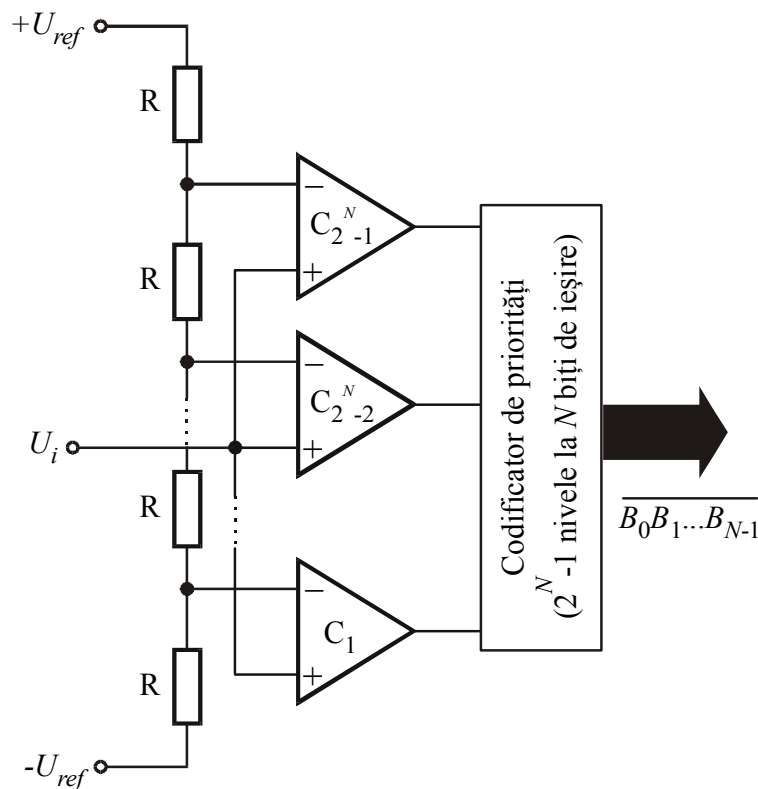 +U_ref
R
−
C_2^N-1
+
R
−
C_2^N-2
+
U_i
R
−
C_1
+
R
-U_ref
Codificator de priorități
(2^N-1 nivele la N biți de ieșire)
B_0B_1...B_N-1